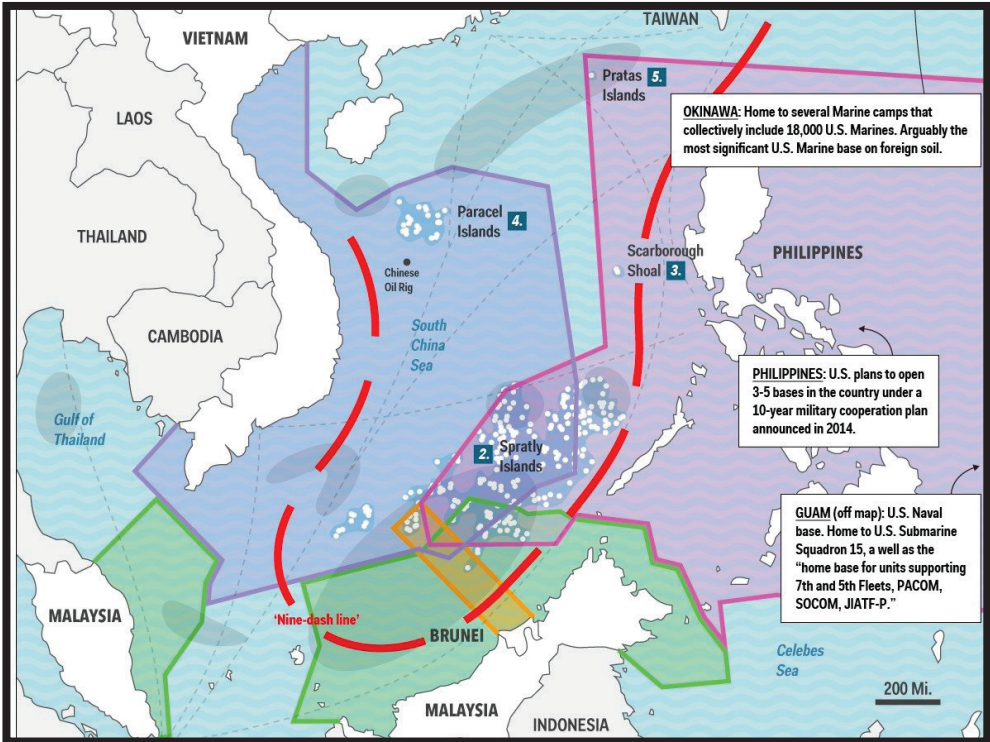 TAIWAN
VIETNAM
Pratas 5.
Islands
OKINAWA: Home to several Marine camps that
collectively include 18,000 U.S. Marines. Arguably the
most significant U.S. Marine base on foreign soil.
LAOS
Paracel
Islands 4.
THAILAND
Scarborough
Shoal 3.
PHILIPPINES
Chinese
Oil Rig
CAMBODIA
South
China
Sea
PHILIPPINES: U.S. plans to open
3-5 bases in the country under a
10-year military cooperation plan
announced in 2014.
Gulf of
Thailand
2. Spratly
Islands
GUAM (off map): U.S. Naval
base. Home to U.S. Submarine
Squadron 15, a well as the
“home base for units supporting
7th and 5th Fleets, PACOM,
SOCOM, JIATF-P.”
MALAYSIA
'Nine-dash line'
BRUNEI
Celebes
Sea
200 Mi.
MALAYSIA
INDONESIA